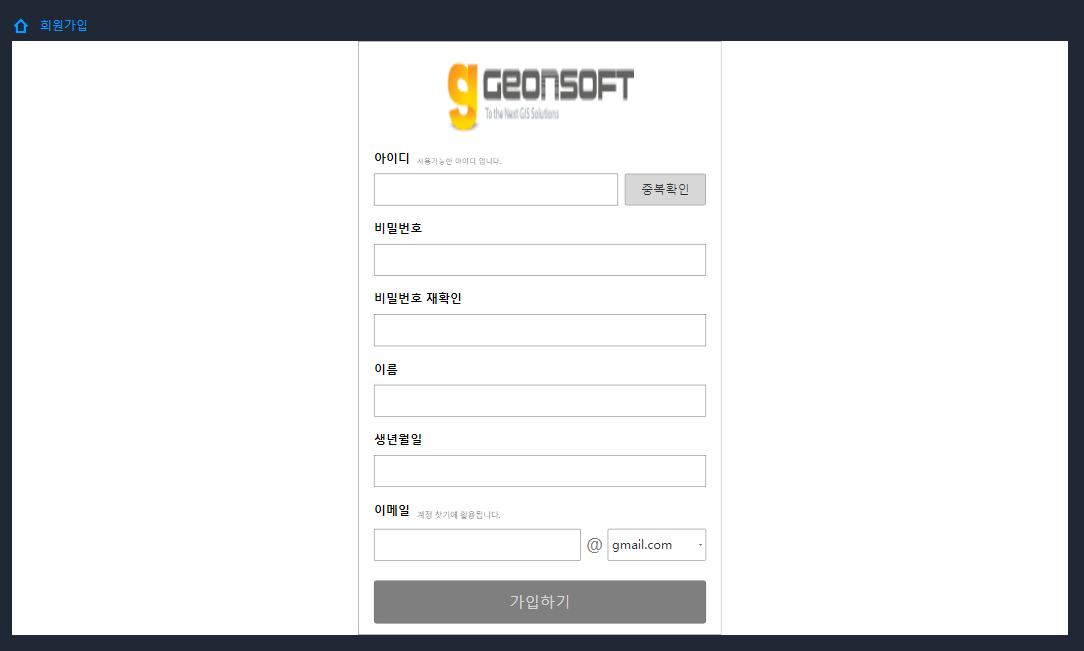 회원가입
GEONSOFT
To the Next GIS Solutions
아이디 사용가능한 아이디 입니다.
중복확인
비밀번호
비밀번호 재확인
이름
생년월일
이메일 계정 찾기에 활용됩니다.
@ gmail.com
가입하기